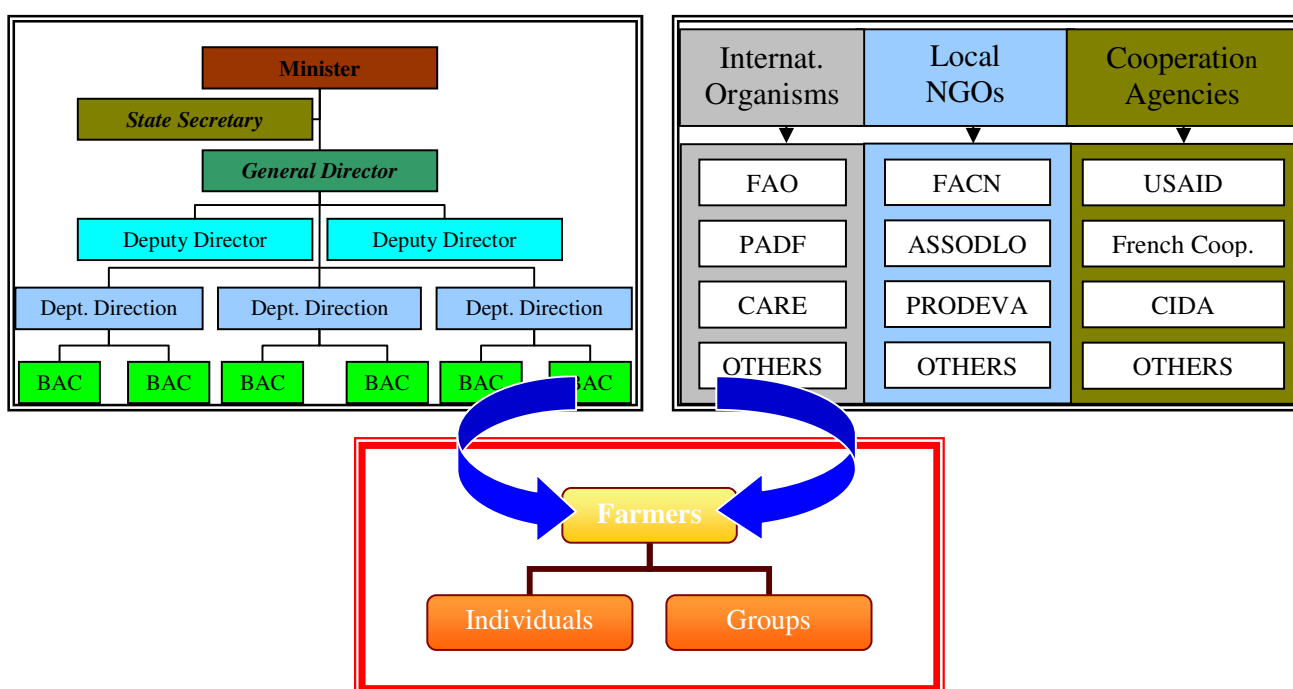 Minister
State Secretary
General Director
Deputy Director
Deputy Director
Dept. Direction
Dept. Direction
Dept. Direction
BAC
BAC
BAC
BAC
BAC
BAC
Internat.
Organisms
Local
NGOs
Cooperation
Agencies
FAO
FACN
USAID
PADF
ASSODLO
French Coop.
CARE
PRODEVA
CIDA
OTHERS
OTHERS
OTHERS
Farmers
Individuals
Groups